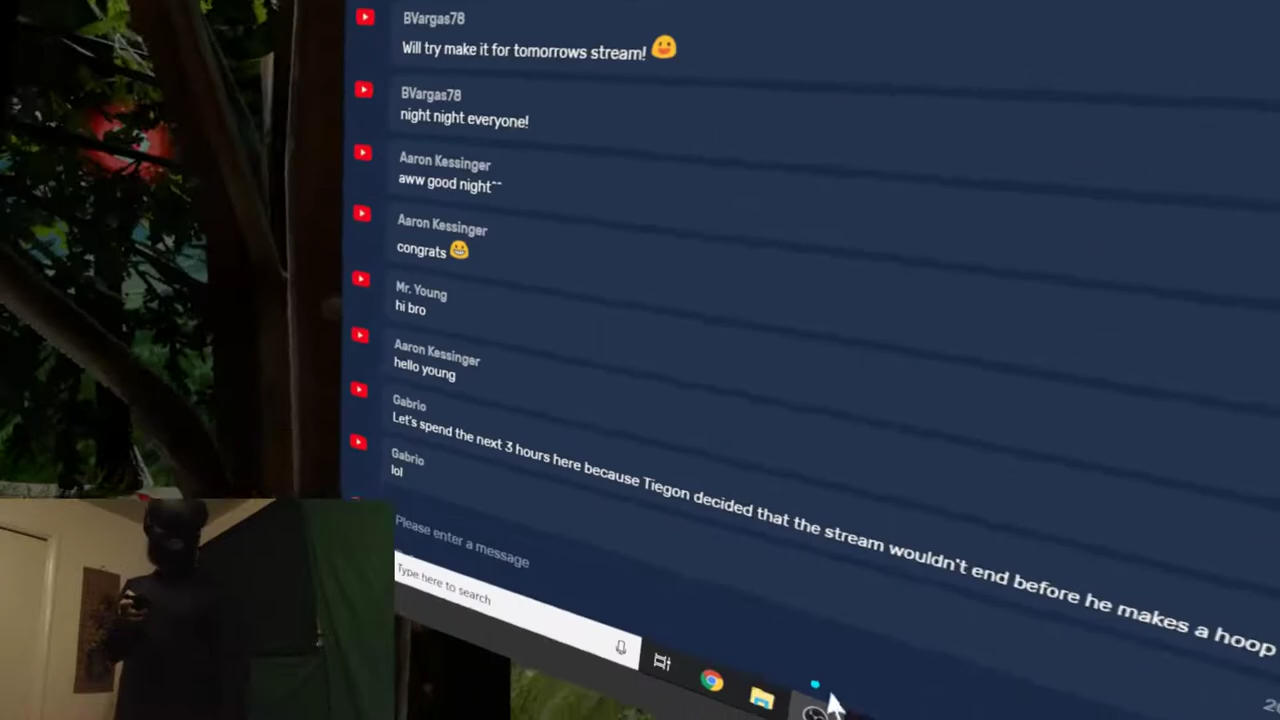 BVargas78
Will try make it for tomorrows stream!
BVargas78
night night everyone!
Aaron Kessinger
aww good night^^
Aaron Kessinger
congrats
Mr. Young
hi bro
Aaron Kessinger
hello young
Gabrio
Let's spend the next 3 hours here because Tiegon decided that the stream wouldn't end before he makes a hoop
Gabrio
lol
Please enter a message
Type here to search